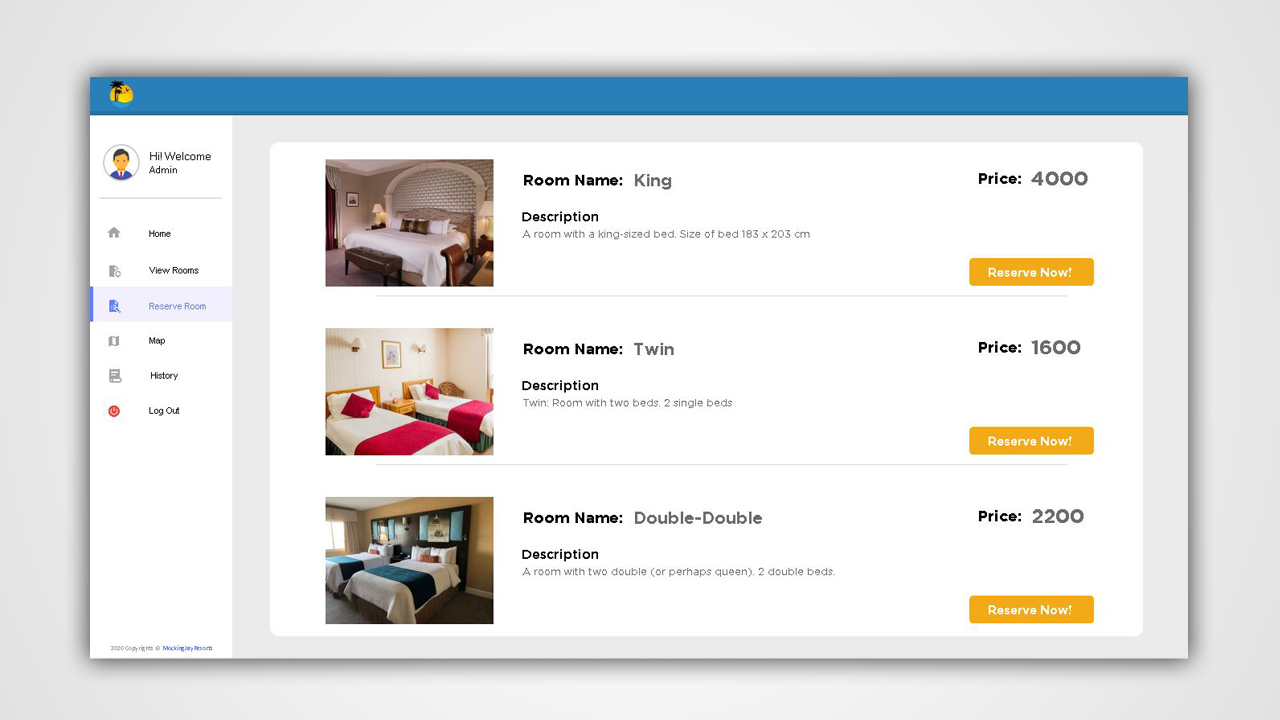 Hi! Welcome
Admin
Home
View Rooms
Reserve Room
Map
History
Log Out
2020 Copyrights © MockingJayResorts
Room Name: King
Price: 4000
Description
A room with a king-sized bed. Size of bed 183 x 203 cm
Reserve Now!
Room Name: Twin
Price: 1600
Description
Twin: Room with two beds. 2 single beds
Reserve Now!
Room Name: Double-Double
Price: 2200
Description
A room with two double (or perhaps queen). 2 double beds.
Reserve Now!